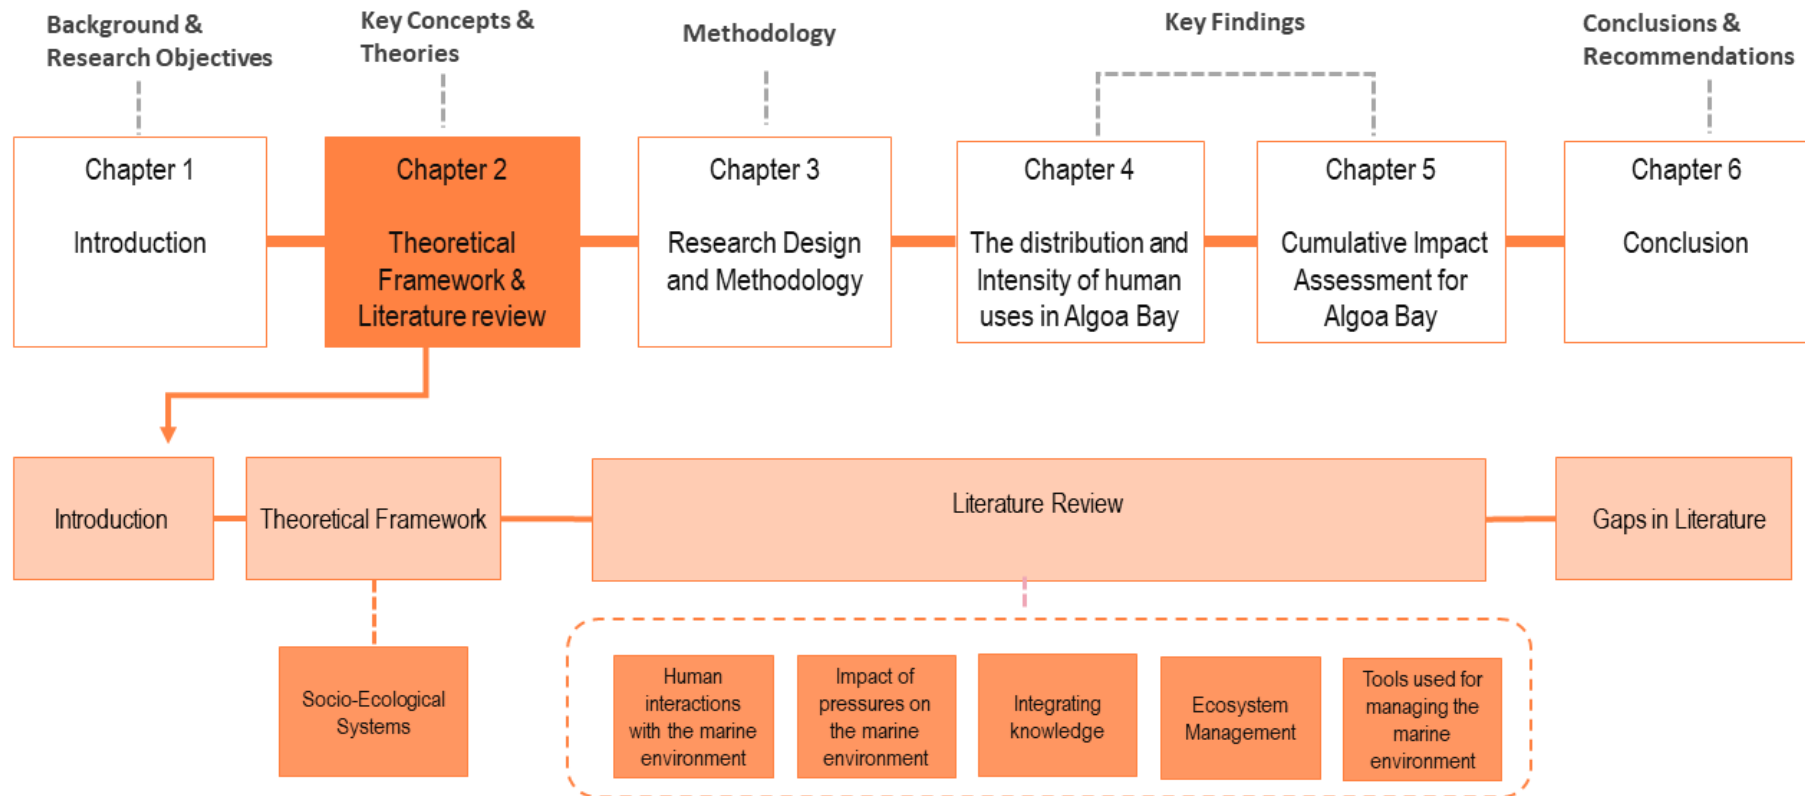 Background &
Research Objectives
Key Concepts &
Theories
Methodology
Key Findings
Conclusions &
Recommendations
Chapter 1
Introduction
Chapter 2
Theoretical
Framework &
Literature review
Chapter 3
Research Design
and Methodology
Chapter 4
The distribution and
Intensity of human
uses in Algoa Bay
Chapter 5
Cumulative Impact
Assessment for
Algoa Bay
Chapter 6
Conclusion
Introduction
Theoretical Framework
Literature Review
Gaps in Literature
Socio-Ecological
Systems
Human
interactions
with the marine
environment
Impact of
pressures on
the marine
environment
Integrating
knowledge
Ecosystem
Management
Tools used for
managing the
marine
environment